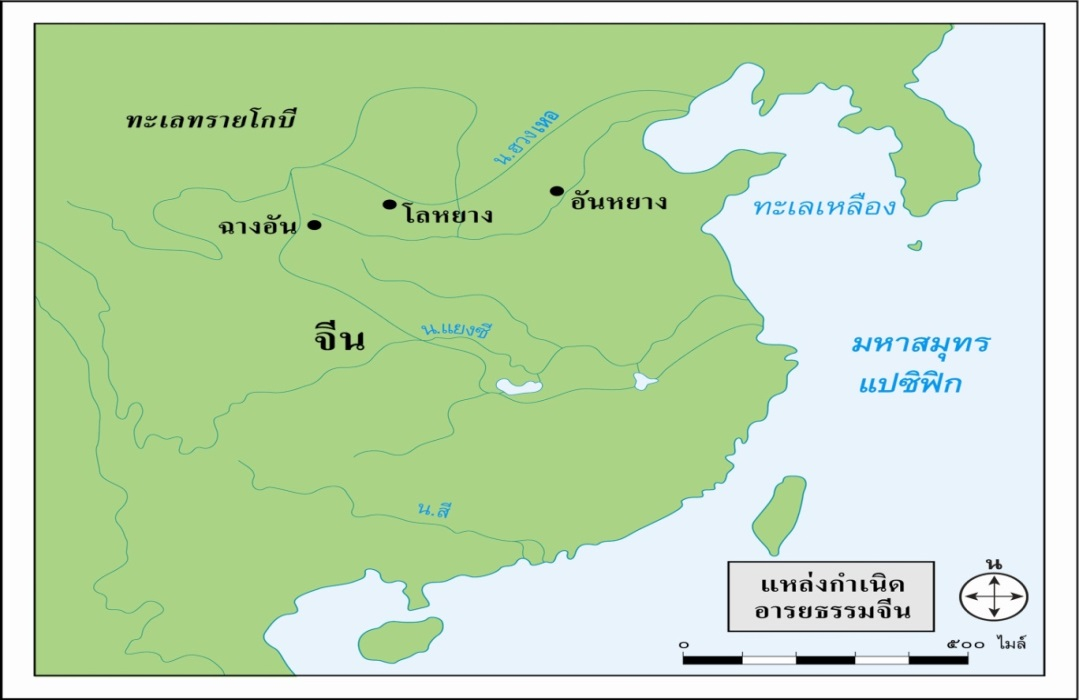 ทะเลทรายโกบี
น.ฮวงเหอ
โลหยาง
อันหยาง
ทะเลเหลือง
ฉางอัน
จีน
น.แยงซี
มหาสมุทร
แปซิฟิก
น.สี
แหล่งกำเนิด
อารยธรรมจีน
น
๐ ๕๐๐ ไมล์